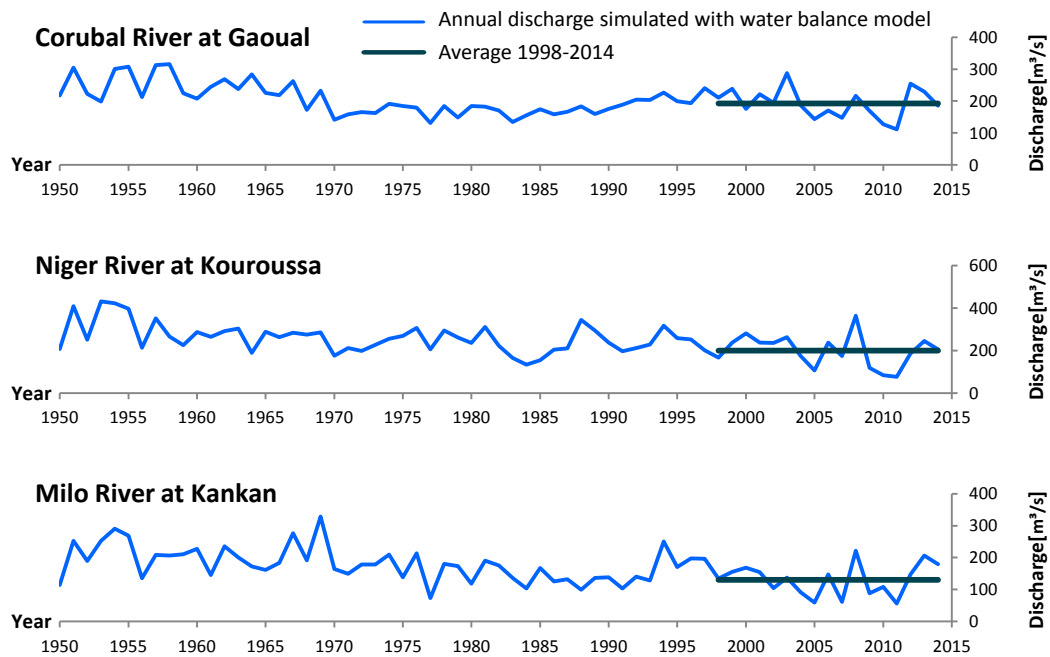 Annual discharge simulated with water balance model
Average 1998-2014
Corubal River at Gaoual
400
300
200
100
0
Discharge[m³/s]
Year
1950 1955 1960 1965 1970 1975 1980 1985 1990 1995 2000 2005 2010 2015
Niger River at Kouroussa
600
400
200
0
Discharge[m³/s]
Year
1950 1955 1960 1965 1970 1975 1980 1985 1990 1995 2000 2005 2010 2015
Milo River at Kankan
400
300
200
100
0
Discharge[m³/s]
Year
1950 1955 1960 1965 1970 1975 1980 1985 1990 1995 2000 2005 2010 2015